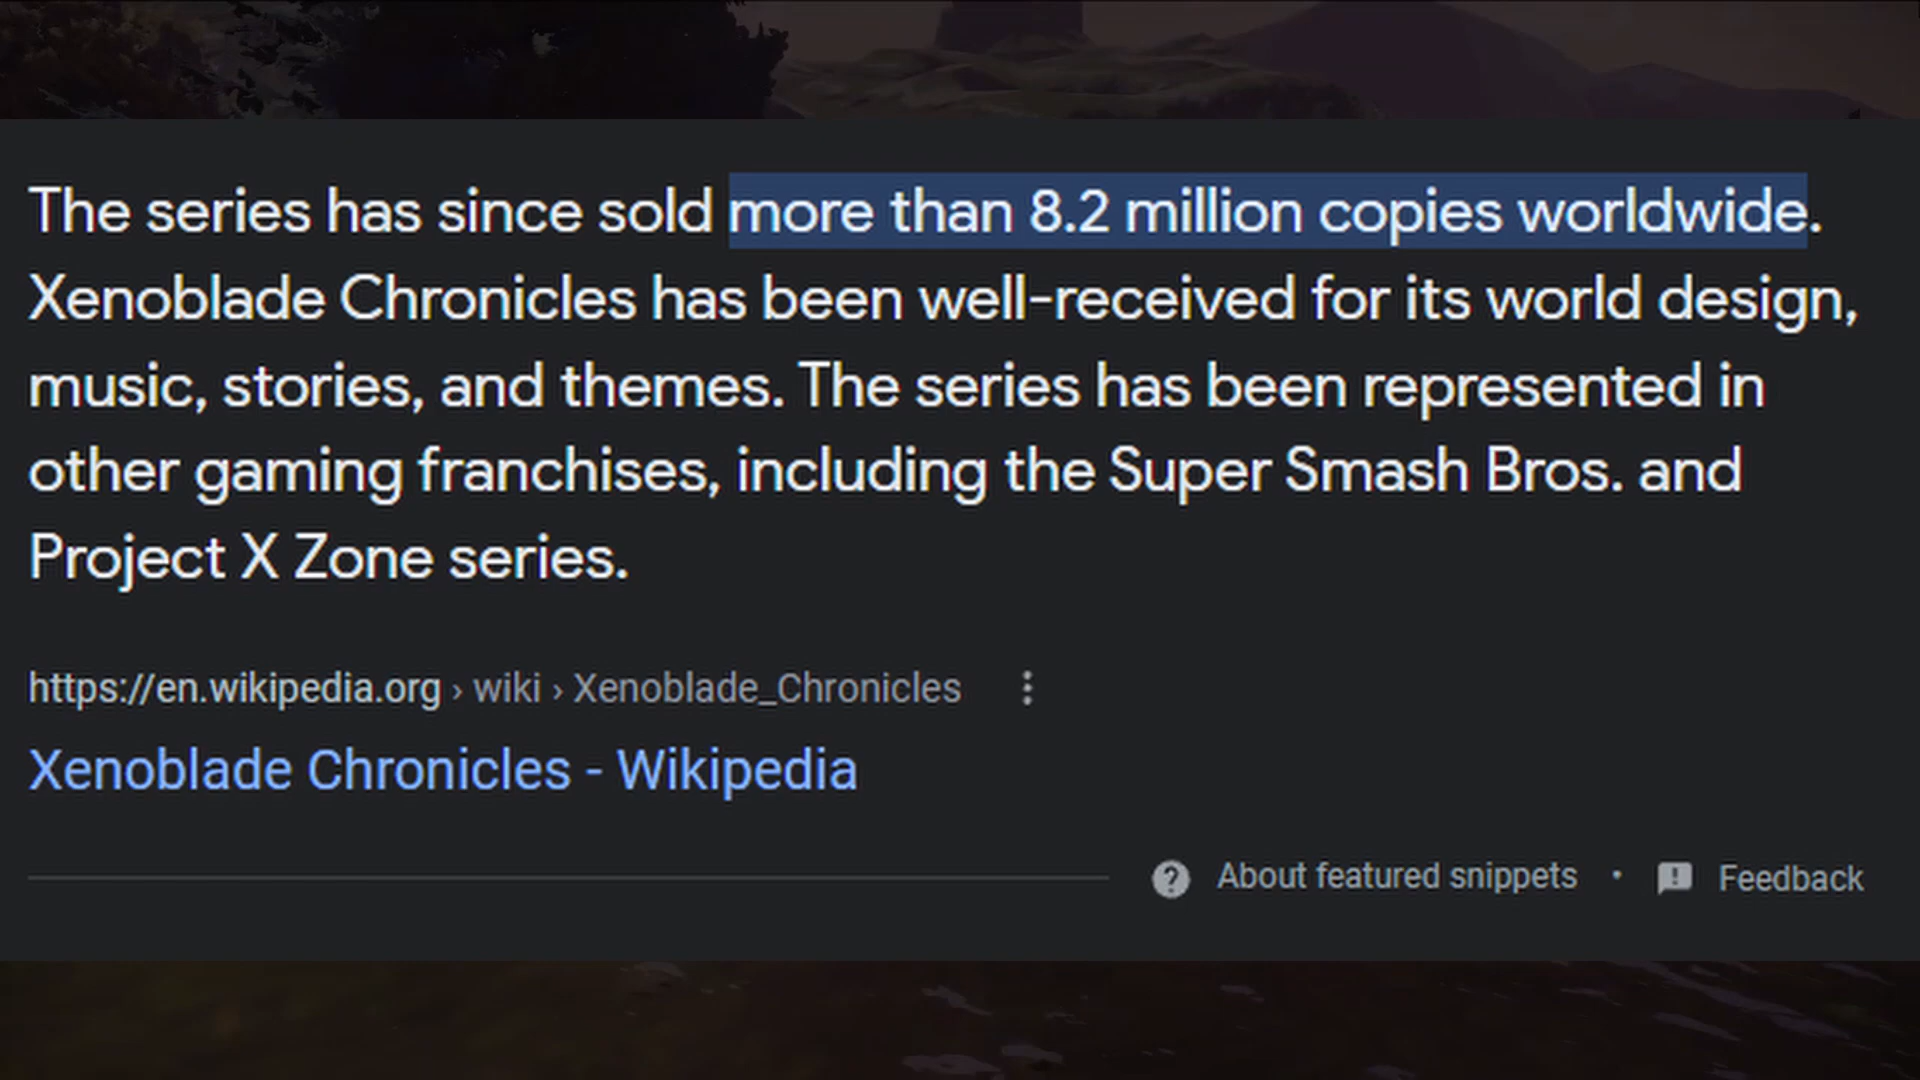 The series has since sold more than 8.2 million copies worldwide.
Xenoblade Chronicles has been well-received for its world design,
music, stories, and themes. The series has been represented in
other gaming franchises, including the Super Smash Bros. and
Project X Zone series.
https://en.wikipedia.org › wiki › Xenoblade_Chronicles
Xenoblade Chronicles - Wikipedia
About featured snippets • Feedback